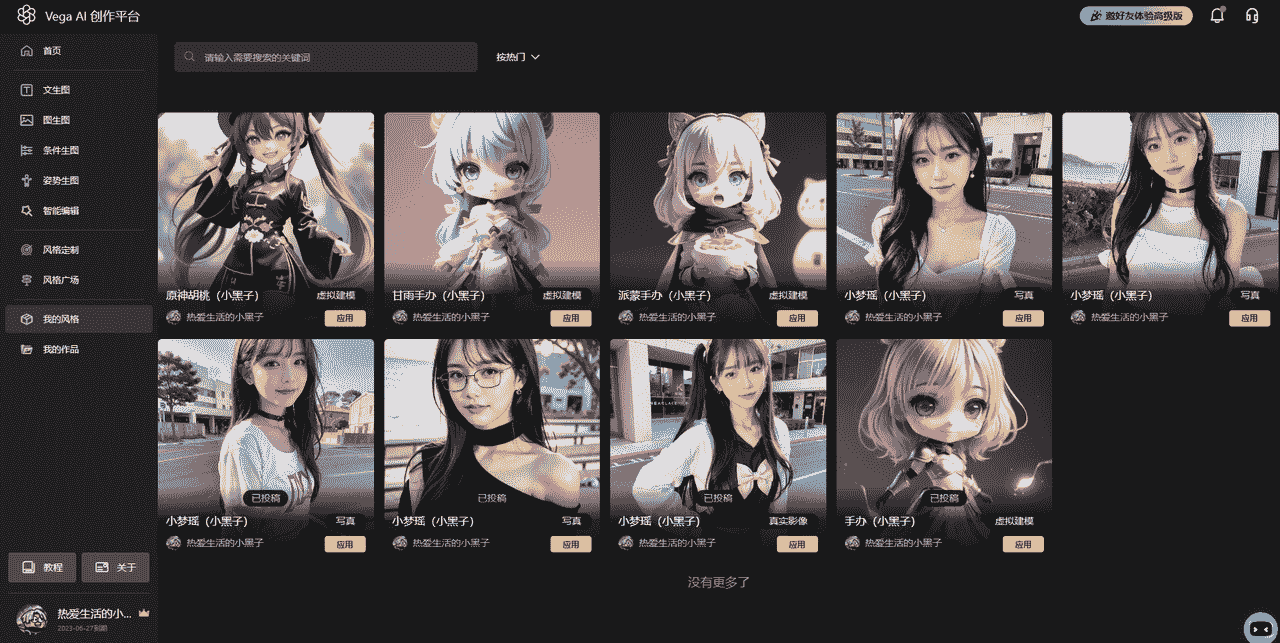 Vega AI 创作平台
邀好友体验高级版
首页
请输入需要搜索的关键词
按热门
文生图
图生图
条件生图
姿势生图
智能编辑
风格定制
风格广场
我的风格
我的作品
原神胡桃（小黑子） 虚拟建模
热爱生活的小黑子 应用
甘雨手办（小黑子） 虚拟建模
热爱生活的小黑子 应用
派蒙手办（小黑子） 虚拟建模
热爱生活的小黑子 应用
小梦瑶（小黑子） 写真
热爱生活的小黑子 应用
小梦瑶（小黑子） 写真
热爱生活的小黑子 应用
已投稿
小梦瑶（小黑子） 写真
热爱生活的小黑子 应用
已投稿
小梦瑶（小黑子） 写真
热爱生活的小黑子 应用
已投稿
小梦瑶（小黑子） 真实影像
热爱生活的小黑子 应用
已投稿
手办（小黑子） 虚拟建模
热爱生活的小黑子 应用
没有更多了
教程
关于
热爱生活的小...
2023-06-27到期